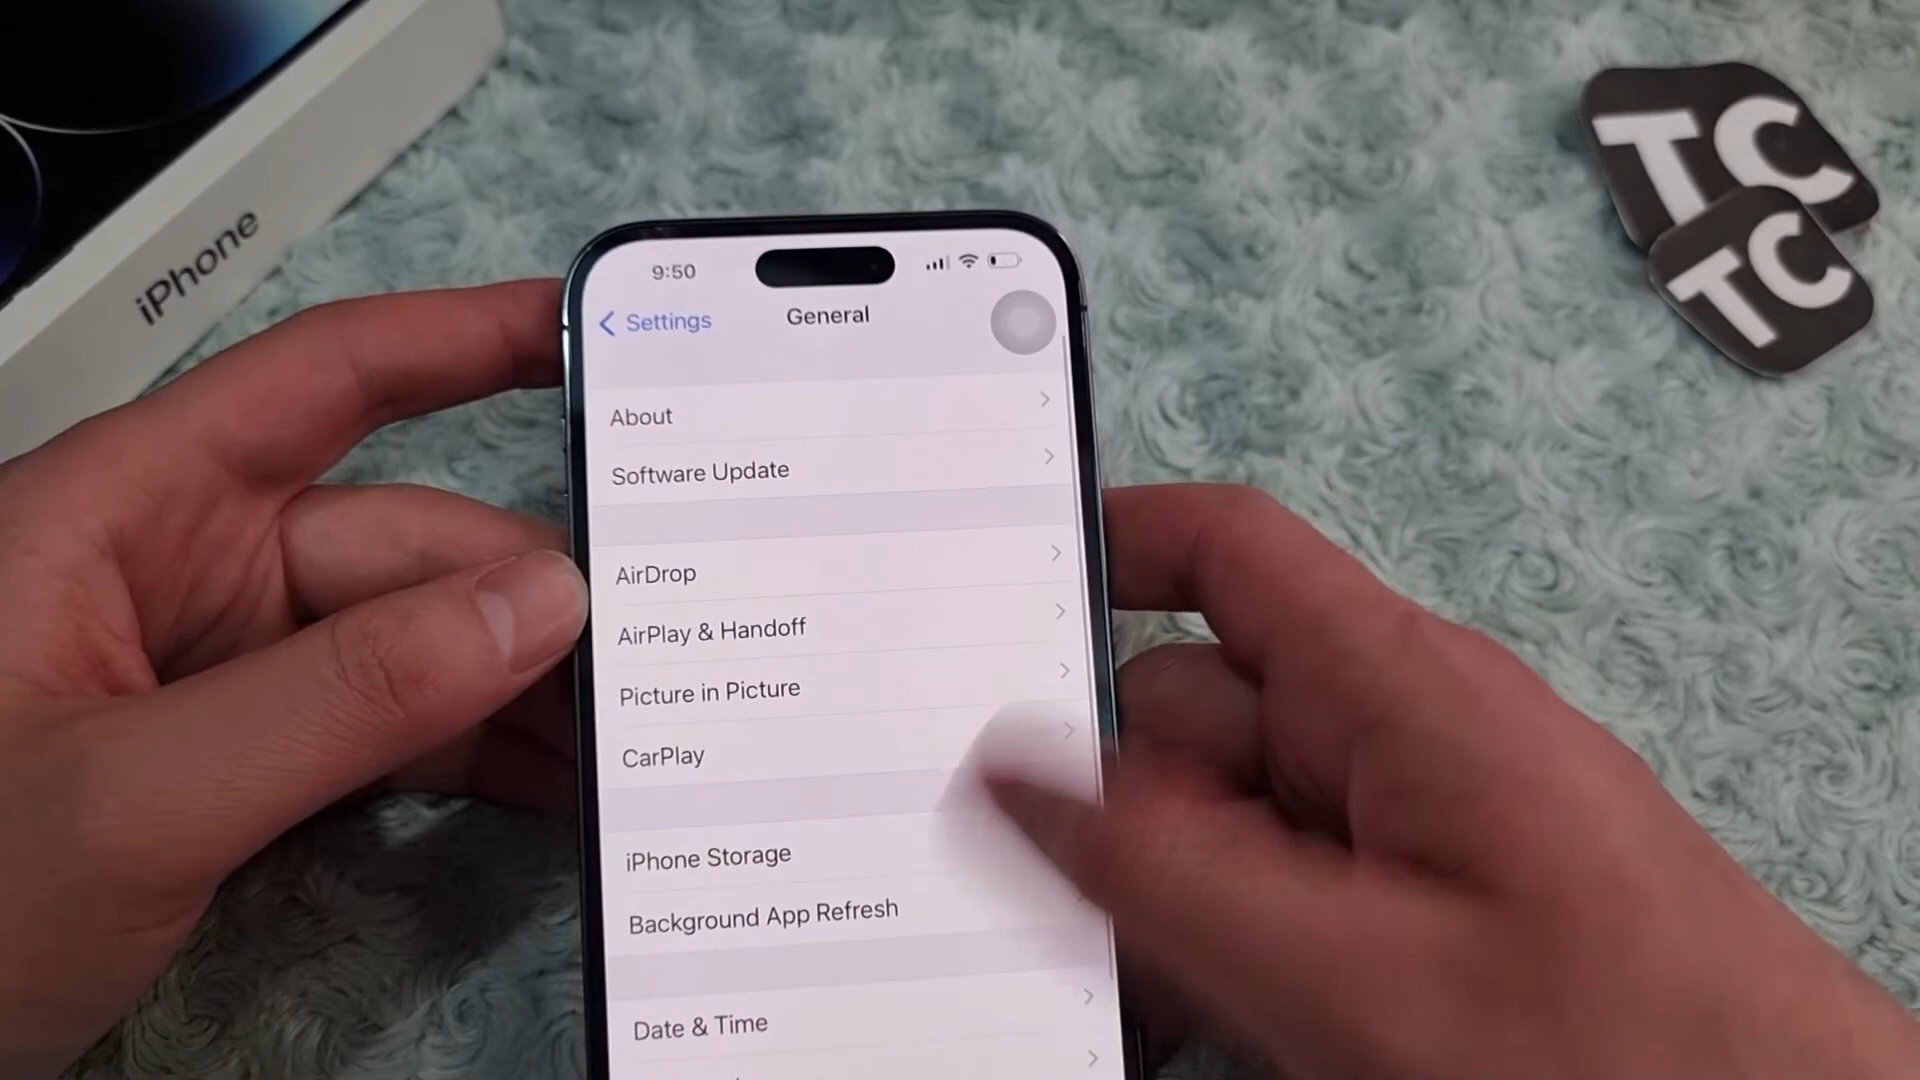 iPhone
TC
TC
9:50
Settings
General
About
Software Update
AirDrop
AirPlay & Handoff
Picture in Picture
CarPlay
iPhone Storage
Background App Refresh
Date & Time